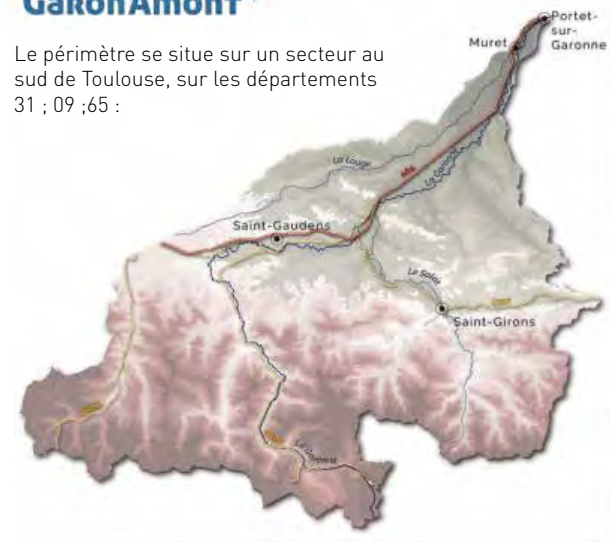 GaronAmont
Le périmètre se situe sur un secteur au
sud de Toulouse, sur les départements
31 ; 09 ;65 :
Portet-
sur-
Garonne
Muret
La Louge
La Garonne
Saint-Gaudens
Le Salat
Saint-Girons
La Garonne